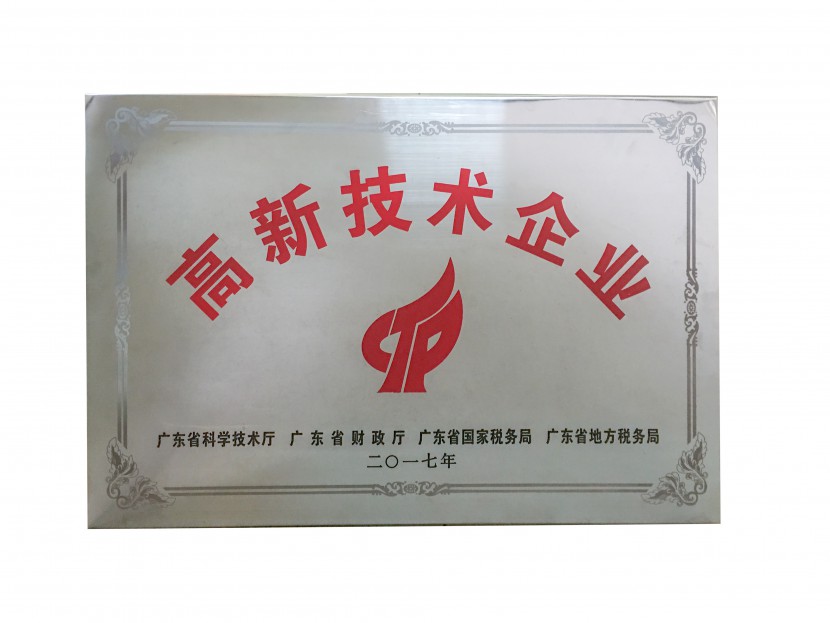 高新技术企业
广东省科学技术厅 广东省财政厅 广东省国家税务局 广东省地方税务局
二〇一七年